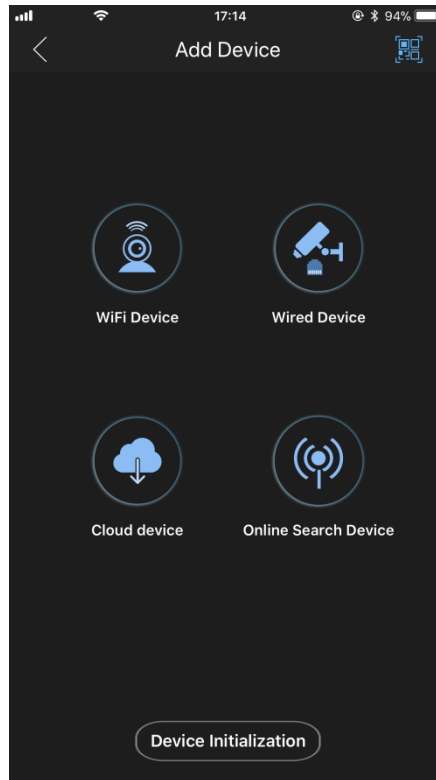 17:14
94%
Add Device
WiFi Device
Wired Device
Cloud device
Online Search Device
Device Initialization